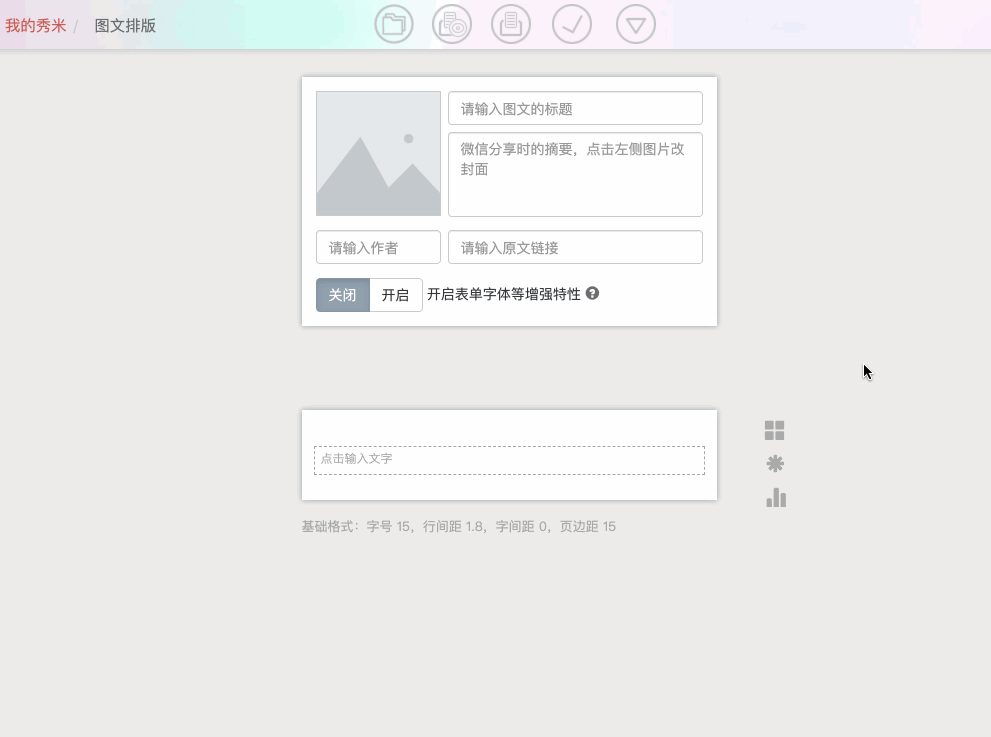 我的秀米 / 图文排版
请输入图文的标题
微信分享时的摘要，点击左侧图片改
封面
请输入作者
请输入原文链接
关闭 开启 开启表单字体等增强特性
点击输入文字
基础格式：字号 15，行间距 1.8，字间距 0，页边距 15